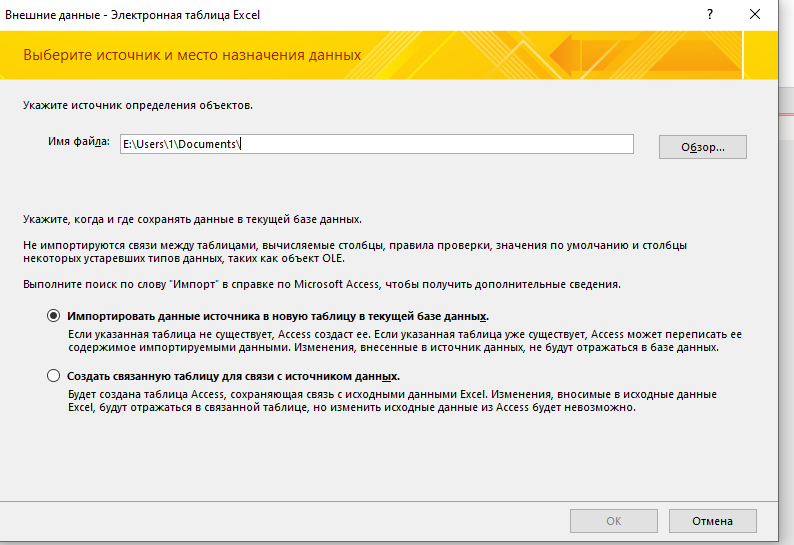 Внешние данные - Электронная таблица Excel
?
Выберите источник и место назначения данных
Укажите источник определения объектов.
Имя файла: E:\Users\1\Documents\ Обзор...
Укажите, когда и где сохранять данные в текущей базе данных.
Не импортируются связи между таблицами, вычисляемые столбцы, правила проверки, значения по умолчанию и столбцы
некоторых устаревших типов данных, таких как объект OLE.
Выполните поиск по слову "Импорт" в справке по Microsoft Access, чтобы получить дополнительные сведения.
Импортировать данные источника в новую таблицу в текущей базе данных.
Если указанная таблица не существует, Access создаст ее. Если указанная таблица уже существует, Access может переписать ее
содержимое импортируемыми данными. Изменения, внесенные в источник данных, не будут отражаться в базе данных.
Создать связанную таблицу для связи с источником данных.
Будет создана таблица Access, сохраняющая связь с исходными данными Excel. Изменения, вносимые в исходные данные
Excel, будут отражаться в связанной таблице, но изменить исходные данные из Access будет невозможно.
ОК Отмена